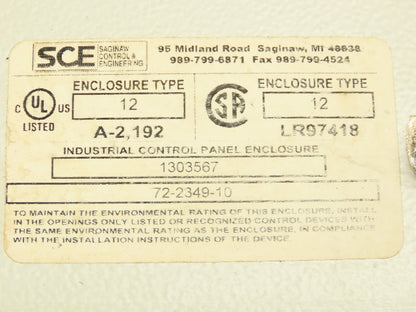 SCE SAGINAW CONTROL & ENGINEERING
95 Midland Road Saginaw, MI 48638
989-799-6871 Fax 989-799-4524
ENCLOSURE TYPE
12
C UL US
LISTED
A-2,192
ENCLOSURE TYPE
12
SA
LR97418
INDUSTRIAL CONTROL PANEL ENCLOSURE
1303567
72-2349-10
TO MAINTAIN THE ENVIRONMENTAL RATING OF THIS ENCLOSURE, INSTALL
IN THE OPENINGS ONLY LISTED OR RECOGNIZED CONTROL DEVICES WITH
THE SAME ENVIRONMENTAL RATING AS THE ENCLOSURE, IN COMPLIANCE
WITH THE INSTALLATION INSTRUCTIONS OF THE DEVICE.